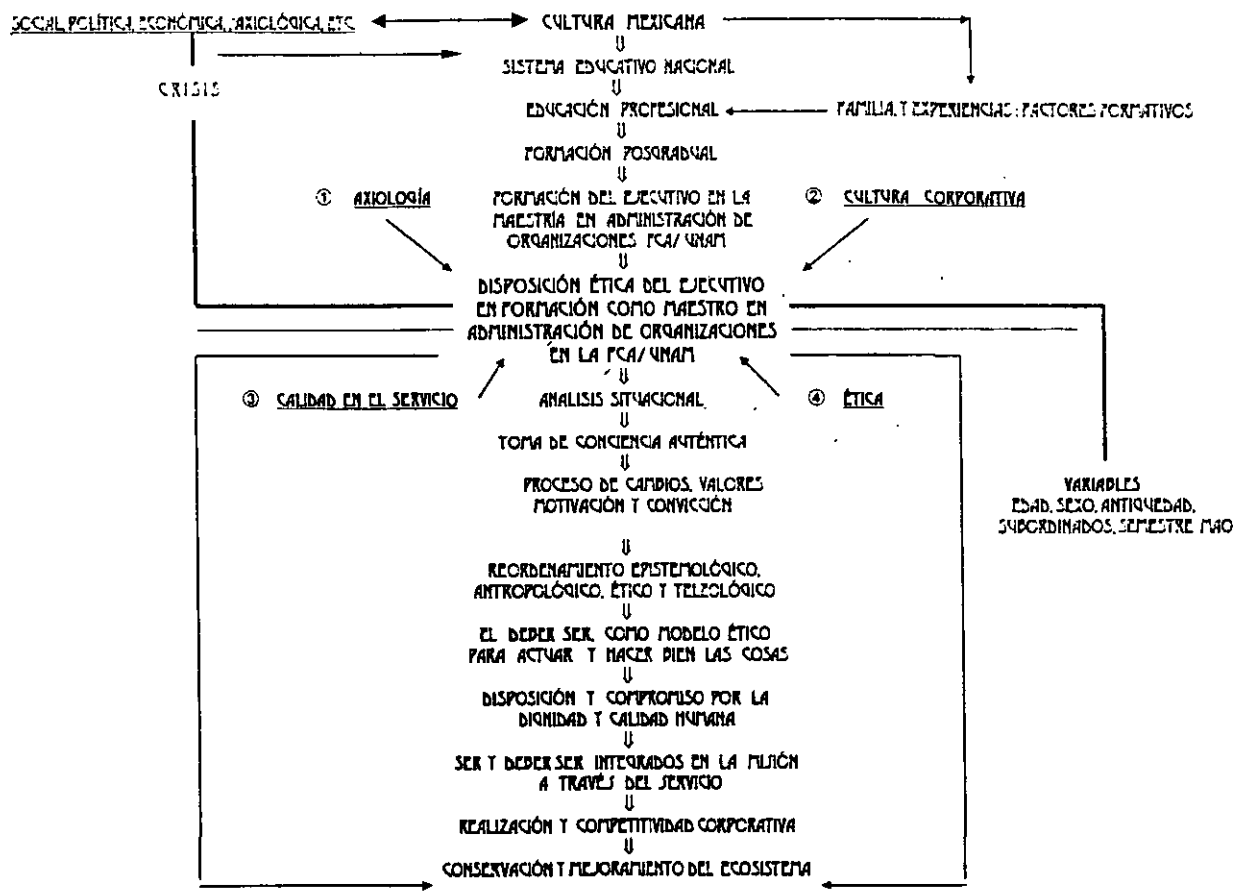 SOCIAL, POLÍTICA, ECONÓMICA, AXIOLÓGICA, ETC
CULTURA MEXICANA
SISTEMA EDUCATIVO NACIONAL
CRISIS
EDUCACIÓN PROFESIONAL
FAMILIA Y EXPERIENCIAS: FACTORES FORMATIVOS
FORMACIÓN POSGRADUAL
① AXIOLOGÍA
FORMACIÓN DEL EJECUTIVO EN LA
MAESTRÍA EN ADMINISTRACIÓN DE
ORGANIZACIONES FCA/ UNAM
② CULTURA CORPORATIVA
DISPOSICIÓN ÉTICA DEL EJECUTIVO
EN FORMACIÓN COMO MAESTRO EN
ADMINISTRACIÓN DE ORGANIZACIONES
EN LA FCA/ UNAM
③ CALIDAD EN EL SERVICIO
ANALISIS SITUACIONAL
④ ÉTICA
TOMA DE CONCIENCIA AUTÉNTICA
PROCESO DE CAMBIOS, VALORES
MOTIVACIÓN Y CONVICCIÓN
VARIABLES
EDAD, SEXO, ANTIGUEDAD,
SUBORDINADOS, SEMESTRE MAO
REORDENAMIENTO EPISTEMOLÓGICO,
ANTROPOLÓGICO, ÉTICO Y TELEOLÓGICO
EL DEBER SER, COMO MODELO ÉTICO
PARA ACTUAR Y HACER BIEN LAS COSAS
DISPOSICIÓN Y COMPROMISO POR LA
DIGNIDAD Y CALIDAD HUMANA
SER Y DEBER SER INTEGRADOS EN LA MISIÓN
A TRAVÉS DEL SERVICIO
REALIZACIÓN Y COMPETITIVIDAD CORPORATIVA
CONSERVACIÓN Y MEJORAMIENTO DEL ECOSISTEMA